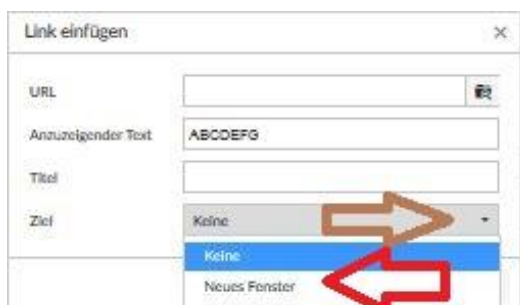 Link einfügen
URL
Anzuzeigender Text ABCDEFG
Titel
Ziel Keine
Keine
Neues Fenster